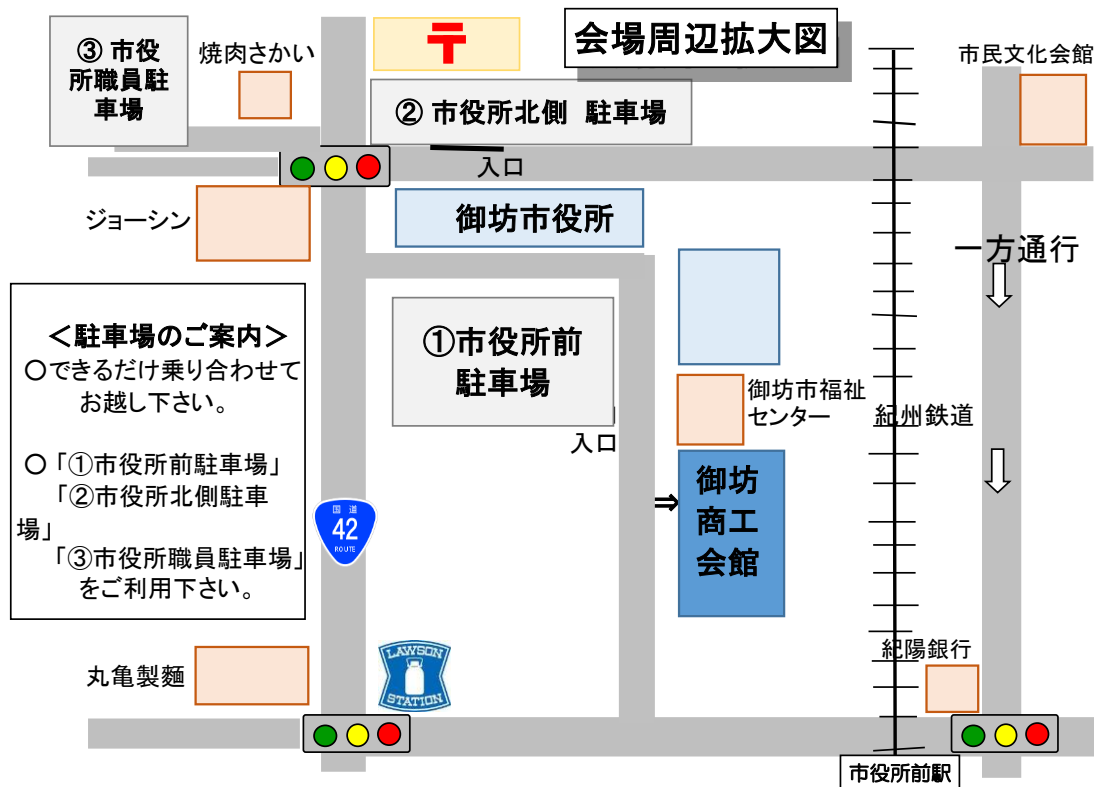 会場周辺拡大図
③ 市役
所職員駐
車場
焼肉さかい
〒
② 市役所北側 駐車場
入口
市民文化会館
ジョーシン
御坊市役所
一方通行
＜駐車場のご案内＞
○できるだけ乗り合わせて
お越し下さい。
○「①市役所前駐車場」
「②市役所北側駐車
場」
「③市役所職員駐車場」
をご利用下さい。
①市役所前
駐車場
入口
御坊市福祉
センター
紀州鉄道
⇒
御坊
商工
会館
国道
42
ROUTE
丸亀製麺
LAWSON
STATION
紀陽銀行
市役所前駅